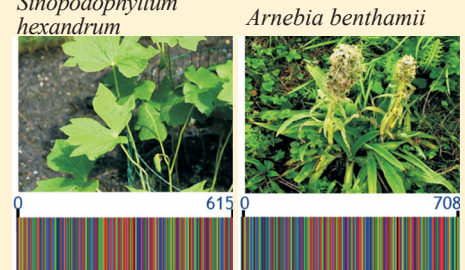 Sinopodophyllum
hexandrum
Arnebia benthamii
0 615
0 708